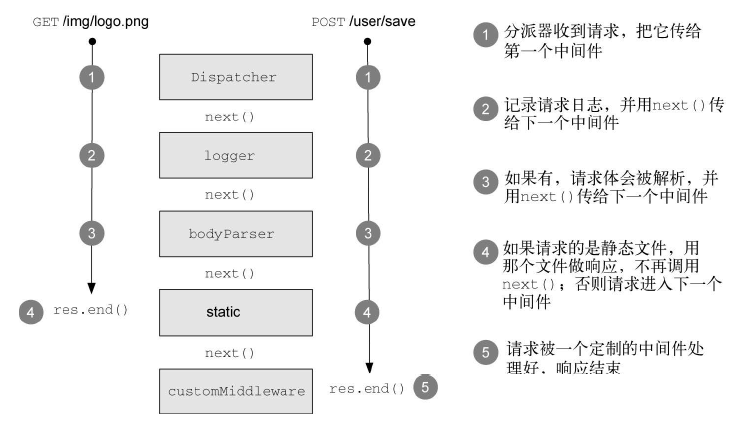 GET /img/logo.png
POST /user/save
1
Dispatcher
1
next()
2
logger
2
next()
3
bodyParser
3
next()
4
res.end()
static
4
next()
customMiddleware
res.end()
5
1
分派器收到请求，把它传给
第一个中间件
2
记录请求日志，并用next()传
给下一个中间件
3
如果有，请求体会被解析，并
用next()传给下一个中间件
4
如果请求的是静态文件，用
那个文件做响应，不再调用
next()；否则请求进入下一个
中间件
5
请求被一个定制的中间件处
理好，响应结束